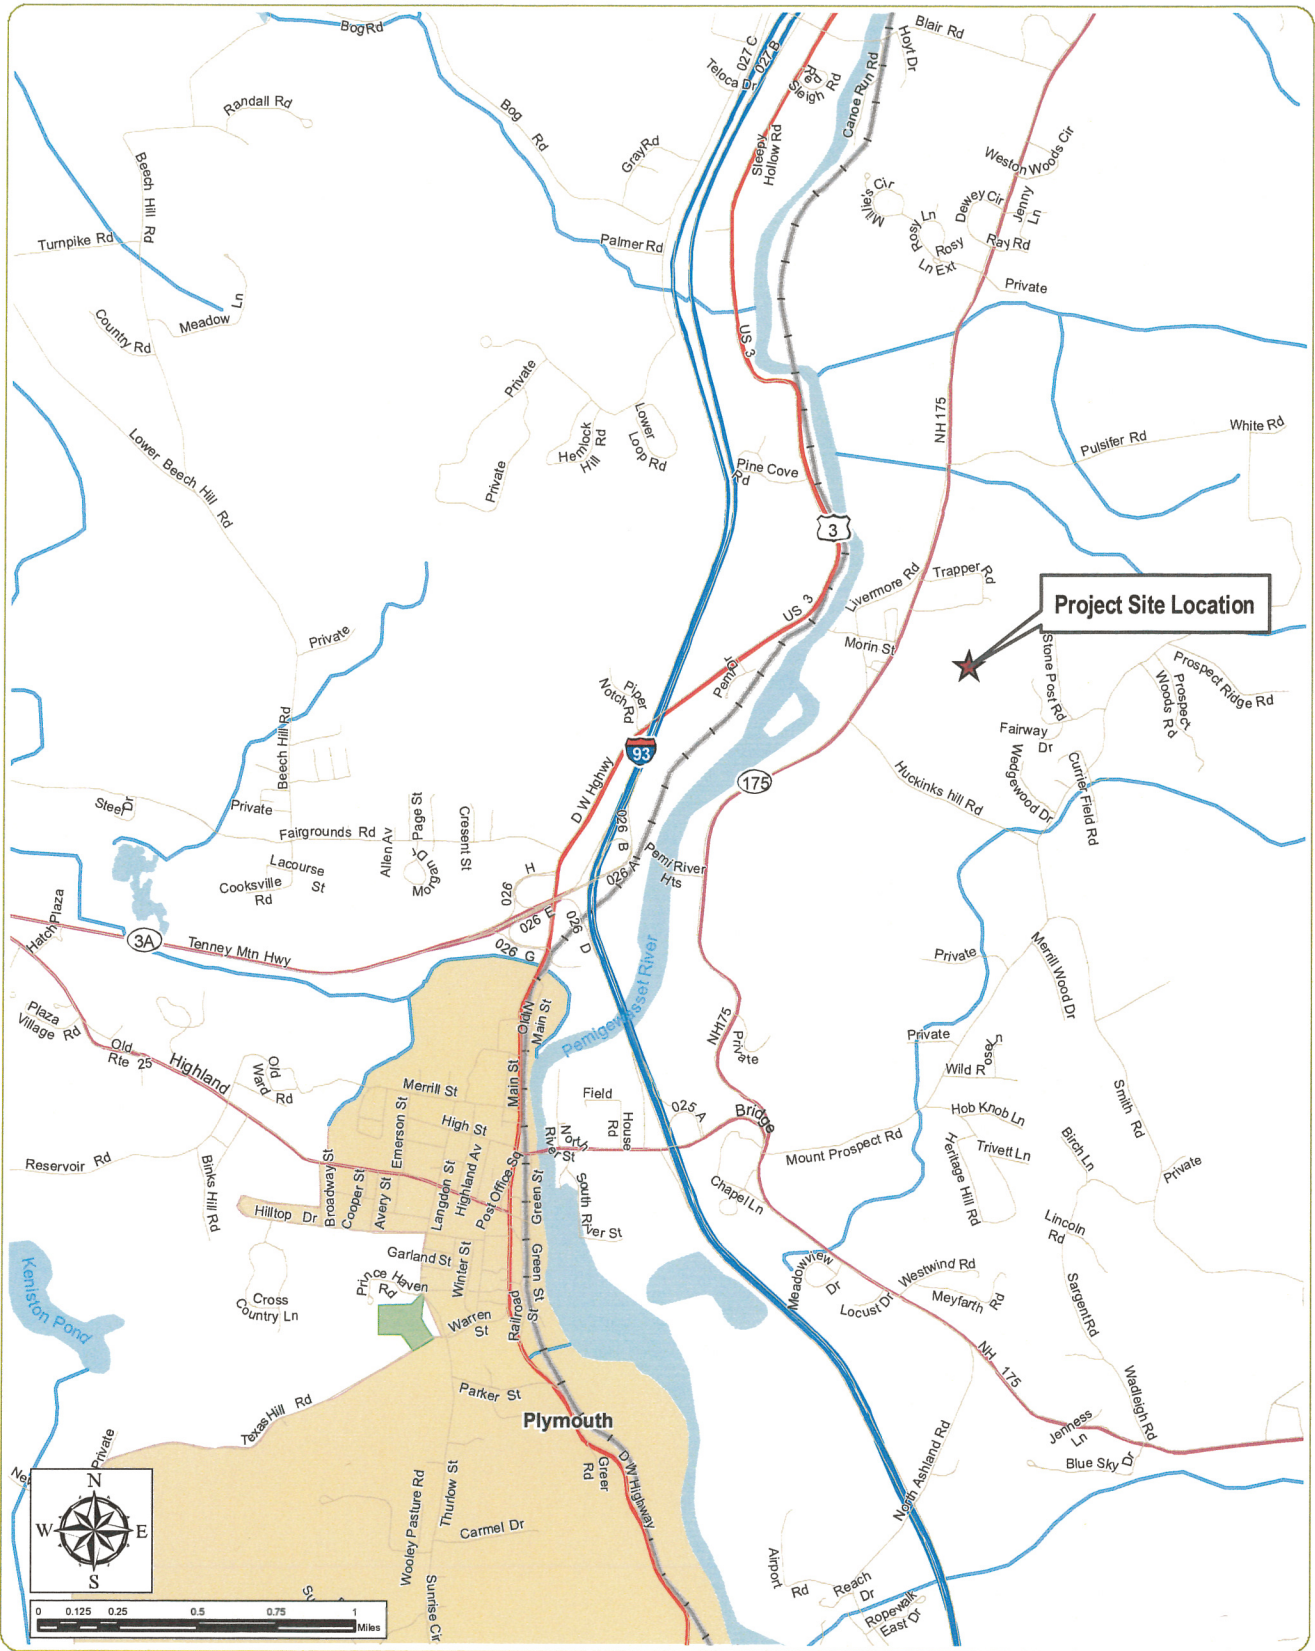 Bog Rd
Blair Rd
Hoyt Dr
027 C
027 B
Teloca Dr
Red
Sleigh Rd
Canoe Run Rd
Randall Rd
Bog
Rd
Gray Rd
Sleepy
Hollow Rd
Weston Woods Cir
Beech Hill Rd
Millie's Cir
Dewey Cir
Jenny
Ln
Rosy Ln
Rosy
Ln Ext
Ray Rd
Turnpike Rd
Palmer Rd
Private
Meadow Ln
Country Rd
US 3
Private
Lower
Loop Rd
Hemlock
Hill Rd
NH 175
Pulsifer Rd
White Rd
Lower Beech Hill Rd
Private
Pine Cove
Rd
3
Livermore Rd
Trapper Rd
Project Site Location
US 3
Private
Morin St
Stone Post Rd
Prospect Ridge Rd
Prospect
Woods Rd
Piper
Notch Rd
Fairway
Dr
Beech Hill Rd
93
175
Wedgewood Dr
Currier Field Rd
Huckinks hill Rd
D W Hghwy
Steel Dr
Private
Page St
Cresent St
Fairgrounds Rd
Allen Av
026 B
Morgan Dr
Lacourse
St
Cooksville
Rd
026 H
026 A
Pemi River
Hts
Hatch Plaza
026 E
026 D
3A
Tenney Mtn Hwy
026 G
Private
Merrill Wood Dr
Pemigewasset River
Plaza
Village Rd
Old N
Main St
NH175
Private
Private
Old
Rte 25
Highland
Old
Ward Rd
Wild Rose Ln
Merrill St
Main St
Field
House
Rd
025 A
Bridge
Hob Knob Ln
Smith Rd
Emerson St
High St
North
River St
Mount Prospect Rd
Heritage Hill Rd
Trivett Ln
Birch Ln
Private
Reservoir Rd
Binks Hill Rd
Broadway St
Cooper St
Avery St
Langdon St
Highland Av
Post Office Sq
Green St
South River St
Chapel Ln
Hilltop Dr
Lincoln
Rd
Garland St
Winter St
Green St
Keniston Pond
Prince Haven
Rd
Meadowview
Dr
Westwind Rd
Locust Dr
Meyfarth Rd
Sargent Rd
Cross
Country Ln
Warren
St
Railroad
St
NH 175
Parker St
Wadleigh Rd
Texas Hill Rd
Plymouth
Jenness
Ln
Private
Blue Sky Dr
North Ashland Rd
Greer
Rd
D W Highway
N
W E
S
Wooley Pasture Rd
Thurlow St
Carmel Dr
Airport
Rd
Reach
Dr
Sunrise Cir
Ropewalk
East Dr
0 0.125 0.25 0.5 0.75 1
Miles